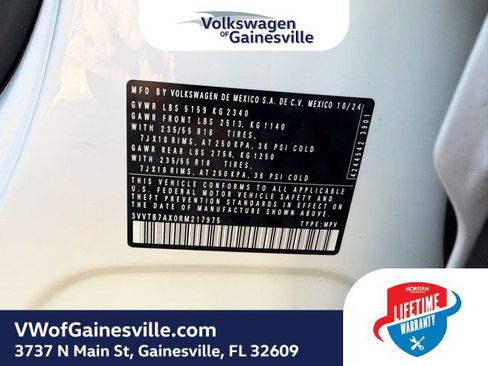 Volkswagen
OF Gainesville
MFD BY VOLKSWAGEN DE MEXICO S.A. DE C.V. MEXICO 10/24
GVWR LBS 5159 KG 2340
GAWR FRONT LBS 2513, KG 1140
WITH 235/55 R18 TIRES,
7JX18 RIMS, AT 250 KPA, 36 PSI COLD
GAWR REAR LBS 2756, KG 1250
WITH 235/55 R18 TIRES,
7JX18 RIMS, AT 250 KPA, 36 PSI COLD
THIS VEHICLE CONFORMS TO ALL APPLICABLE
U.S. FEDERAL MOTOR VEHICLE SAFETY AND
THEFT PREVENTION STANDARDS IN EFFECT ON
THE DATE OF MANUFACTURE SHOWN ABOVE.
3VVTB7AX0RM217975
TYPE: MPV
4244542 3901
VWofGainesville.com
3737 N Main St, Gainesville, FL 32609
MORGAN
LIFETIME
WARRANTY